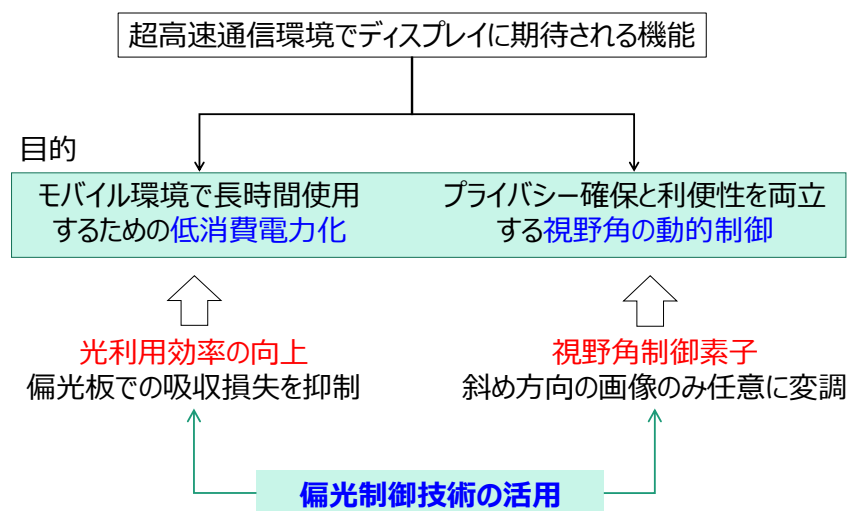 超高速通信環境でディスプレイに期待される機能
目的
モバイル環境で長時間使用
するための低消費電力化
プライバシー確保と利便性を両立
する視野角の動的制御
光利用効率の向上
偏光板での吸収損失を抑制
視野角制御素子
斜め方向の画像のみ任意に変調
偏光制御技術の活用